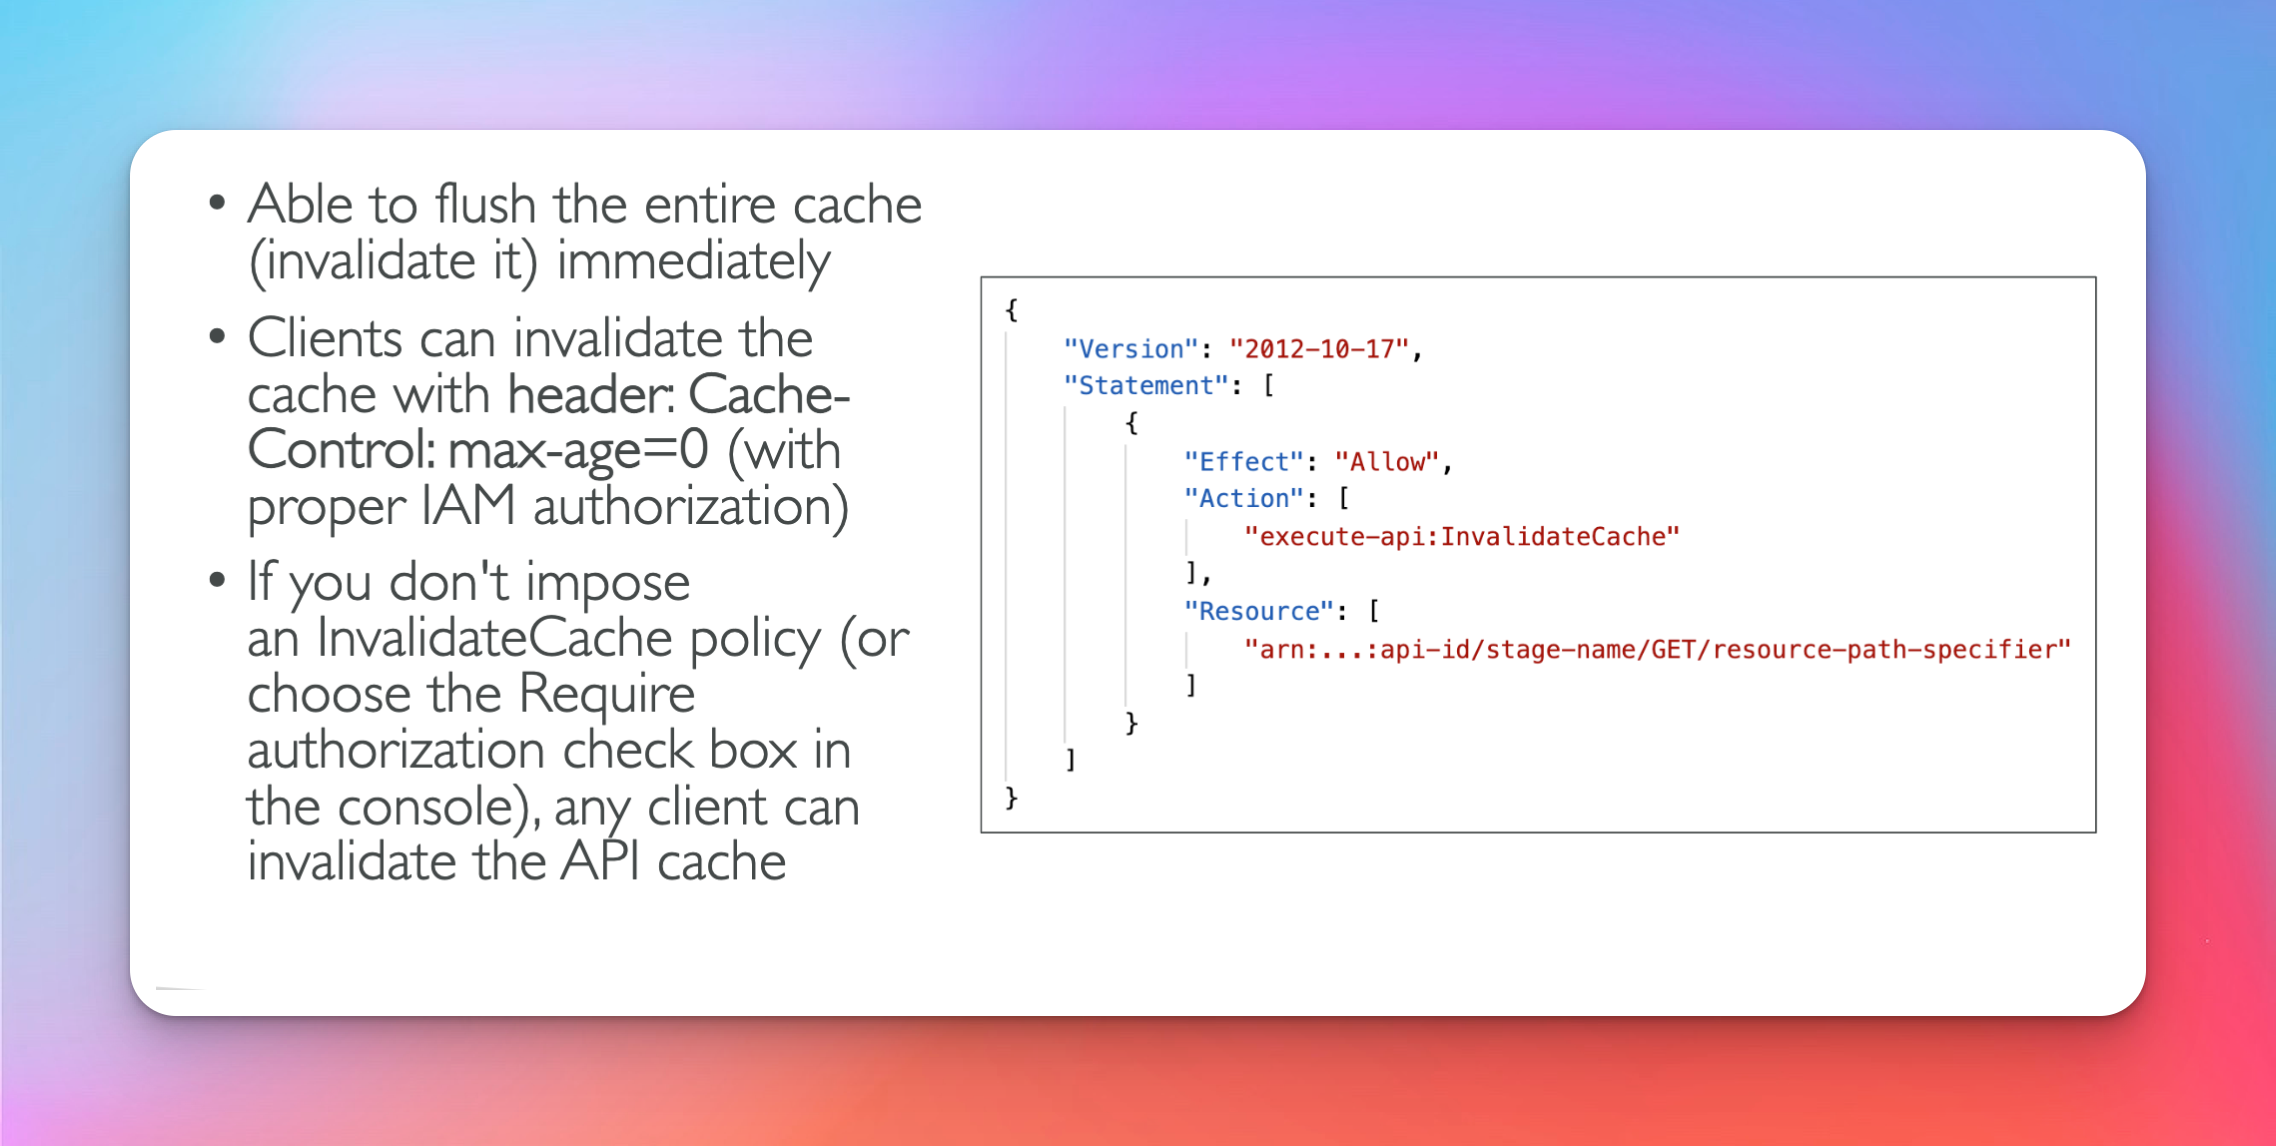 • Able to flush the entire cache
(invalidate it) immediately
• Clients can invalidate the
cache with header: Cache-
Control: max-age=0 (with
proper IAM authorization)
• If you don't impose
an InvalidateCache policy (or
choose the Require
authorization check box in
the console), any client can
invalidate the API cache
{
    "Version": "2012-10-17",
    "Statement": [
        {
            "Effect": "Allow",
            "Action": [
                "execute-api:InvalidateCache"
            ],
            "Resource": [
                "arn:...:api-id/stage-name/GET/resource-path-specifier"
            ]
        }
    ]
}